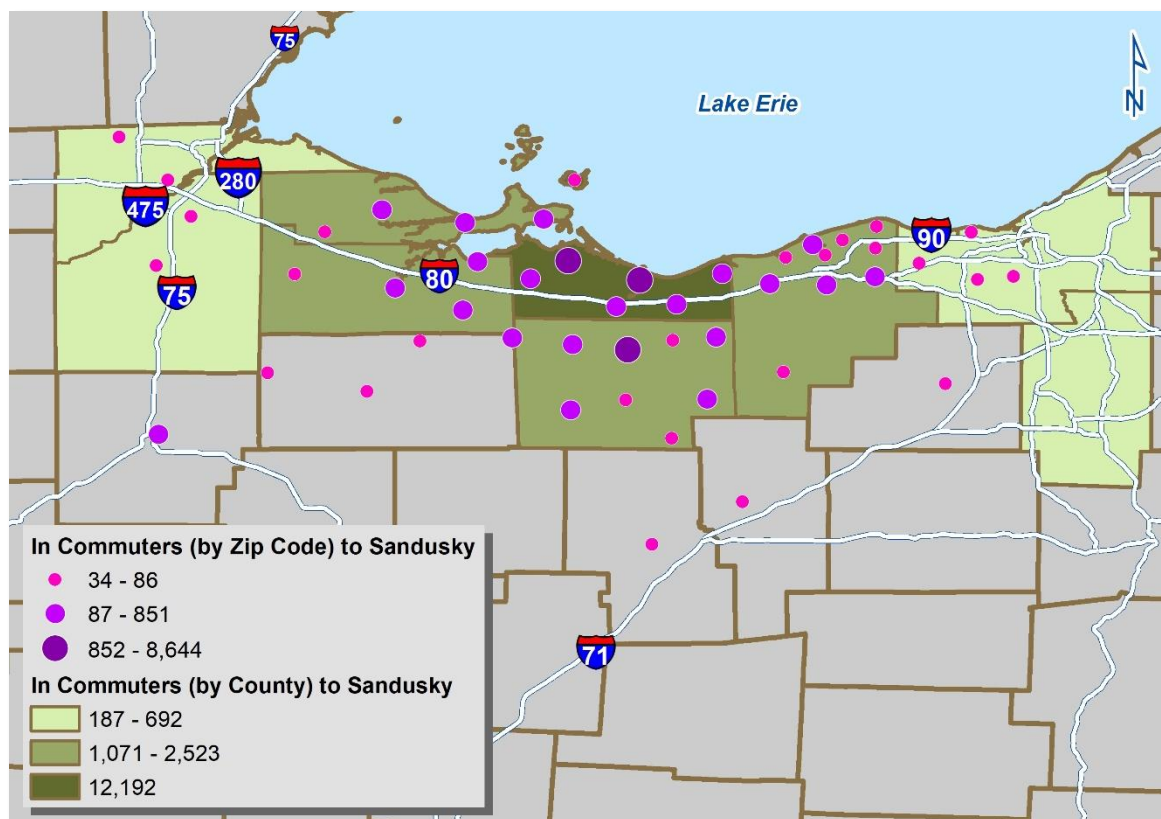 75
Lake Erie
N
280
475
90
80
75
71
In Commuters (by Zip Code) to Sandusky
34 - 86
87 - 851
852 - 8,644
In Commuters (by County) to Sandusky
187 - 692
1,071 - 2,523
12,192